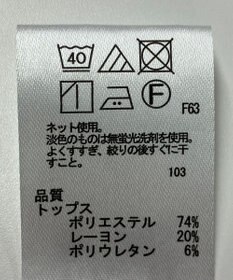 40
F
F63
ネット使用。
淡色のものは無蛍光洗剤を使用。
よくすすぎ、絞りの後すぐに干
すこと。
103
品質
トップス
ポリエステル 74%
レーヨン 20%
ポリウレタン 6%